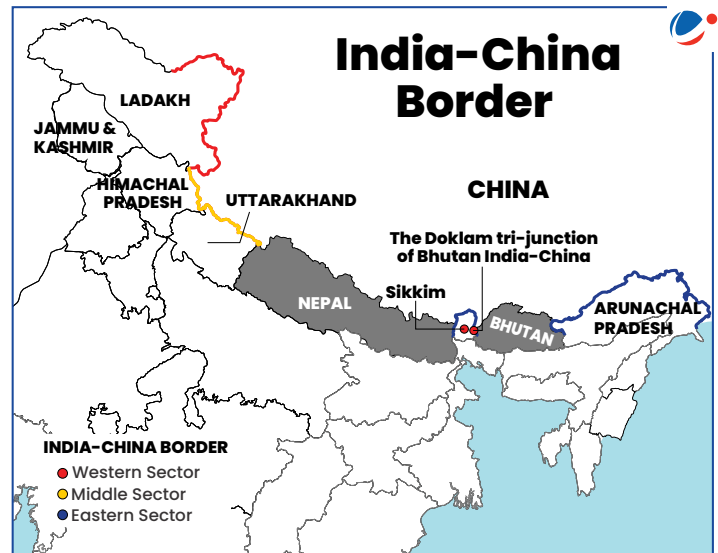 India-China
Border
LADAKH
JAMMU &
KASHMIR
HIMACHAL
PRADESH
UTTARAKHAND
CHINA
The Doklam tri-junction
of Bhutan India-China
Sikkim
NEPAL
BHUTAN
ARUNACHAL
PRADESH
INDIA-CHINA BORDER
Western Sector
Middle Sector
Eastern Sector